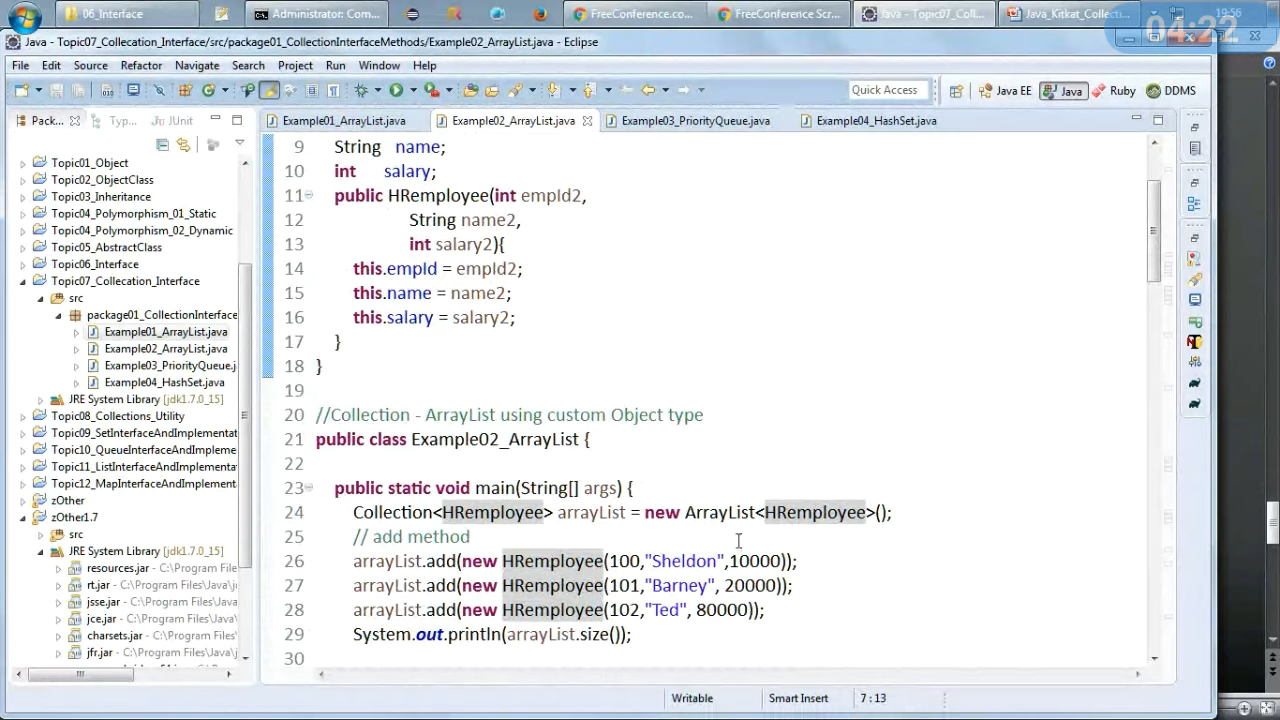 06_Interface
Administrator: Com...
FreeConference.co...
FreeConference Scr...
Java - Topic07_Coll...
Java_Kitkat_Collecti...
19:56
04:22
Java - Topic07_Collecation_Interface/src/package01_CollectionInterfaceMethods/Example02_ArrayList.java - Eclipse
File Edit Source Refactor Navigate Search Project Run Window Help
Quick Access
Java EE
Java
Ruby
DDMS
Pack...
Typ...
JUnit
Example01_ArrayList.java
Example02_ArrayList.java
Example03_PriorityQueue.java
Example04_HashSet.java
Topic01_Object
Topic02_ObjectClass
Topic03_Inheritance
Topic04_Polymorphism_01_Static
Topic04_Polymorphism_02_Dynamic
Topic05_AbstractClass
Topic06_Interface
Topic07_Collecation_Interface
src
package01_CollectionInterface
Example01_ArrayList.java
Example02_ArrayList.java
Example03_PriorityQueue.j
Example04_HashSet.java
JRE System Library [jdk1.7.0_15]
Topic08_Collections_Utility
Topic09_SetInterfaceAndImplementat
Topic10_QueueInterfaceAndImpleme
Topic11_ListInterfaceAndImplementa
Topic12_MapInterfaceAndImplement
zOther
zOther1.7
src
JRE System Library [jdk1.7.0_15]
resources.jar - C:\Program Files\Java\
rt.jar - C:\Program Files\Java\
jsse.jar - C:\Program Files\Java\
jce.jar - C:\Program Files\Java\
charsets.jar - C:\Program Files\Java\
jfr.jar - C:\Program Files\Java\
9 String name;
10 int salary;
11 public HRemployee(int empId2,
12 String name2,
13 int salary2){
14 this.empId = empId2;
15 this.name = name2;
16 this.salary = salary2;
17 }
18 }
19
20 //Collection - ArrayList using custom Object type
21 public class Example02_ArrayList {
22
23 public static void main(String[] args) {
24 Collection<HRemployee> arrayList = new ArrayList<HRemployee>();
25 // add method
26 arrayList.add(new HRemployee(100,"Sheldon",10000));
27 arrayList.add(new HRemployee(101,"Barney", 20000));
28 arrayList.add(new HRemployee(102,"Ted", 80000));
29 System.out.println(arrayList.size());
30
Writable
Smart Insert
7 : 13